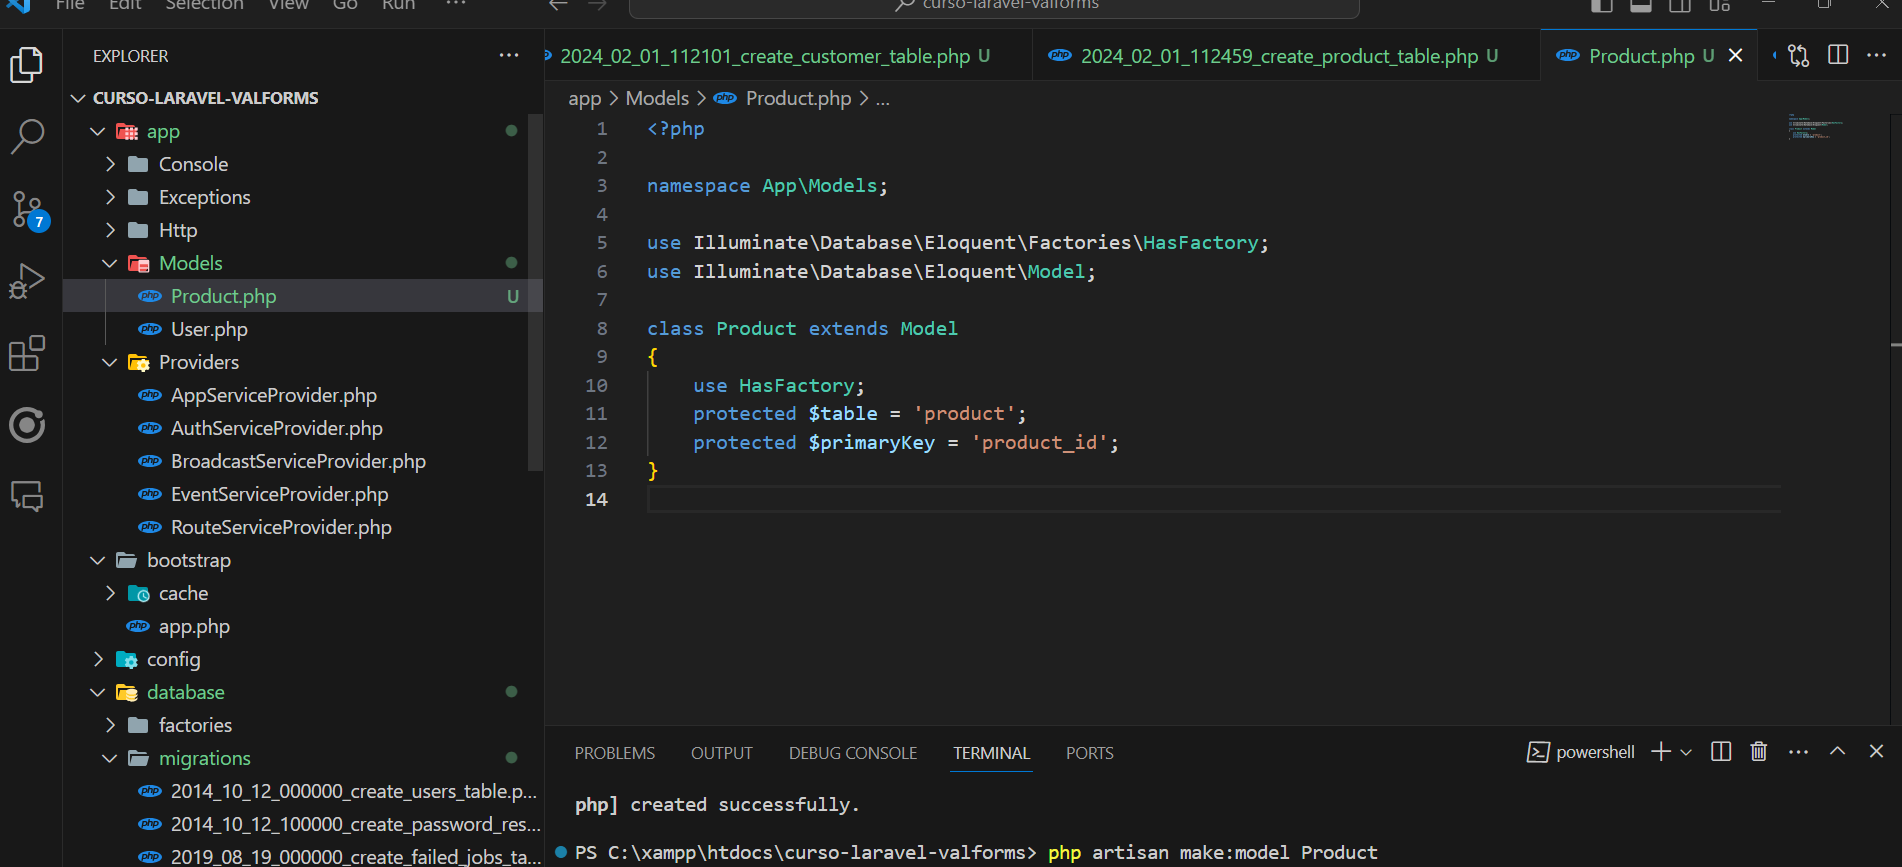 File Edit Selection View Go Run ...
curso-laravel-valforms
EXPLORER
CURSO-LARAVEL-VALFORMS
app
Console
Exceptions
Http
Models
Product.php U
User.php
Providers
AppServiceProvider.php
AuthServiceProvider.php
BroadcastServiceProvider.php
EventServiceProvider.php
RouteServiceProvider.php
bootstrap
cache
app.php
config
database
factories
migrations
2014_10_12_000000_create_users_table.p...
2014_10_12_100000_create_password_res...
2019_08_19_000000_create_failed_jobs_ta...
7
2024_02_01_112101_create_customer_table.php U
2024_02_01_112459_create_product_table.php U
Product.php U
app > Models > php Product.php > ...
1 <?php
2
3 namespace App\Models;
4
5 use Illuminate\Database\Eloquent\Factories\HasFactory;
6 use Illuminate\Database\Eloquent\Model;
7
8 class Product extends Model
9 {
10 use HasFactory;
11 protected $table = 'product';
12 protected $primaryKey = 'product_id';
13 }
14
PROBLEMS OUTPUT DEBUG CONSOLE TERMINAL PORTS
powershell
php] created successfully.
PS C:\xampp\htdocs\curso-laravel-valforms> php artisan make:model Product